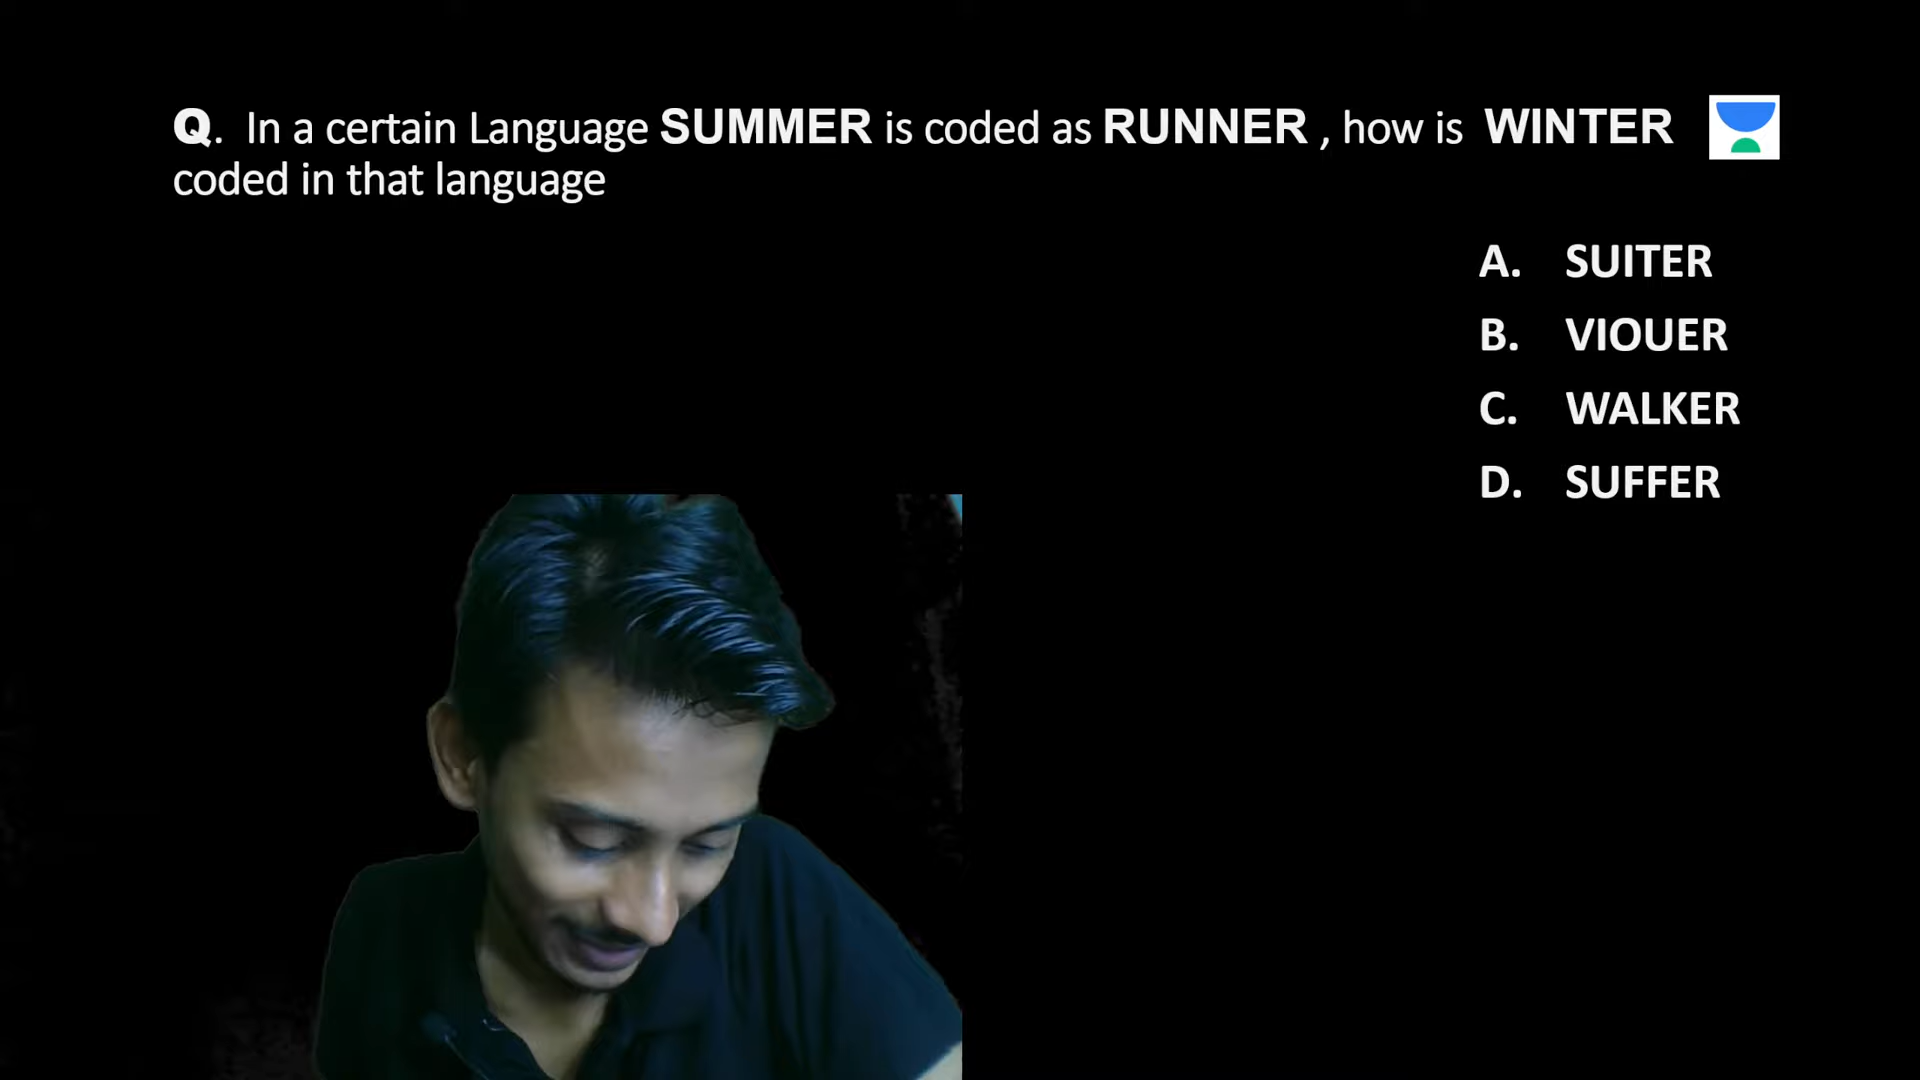 Q. In a certain Language SUMMER is coded as RUNNER , how is WINTER
coded in that language
A. SUITER
B. VIOUER
C. WALKER
D. SUFFER